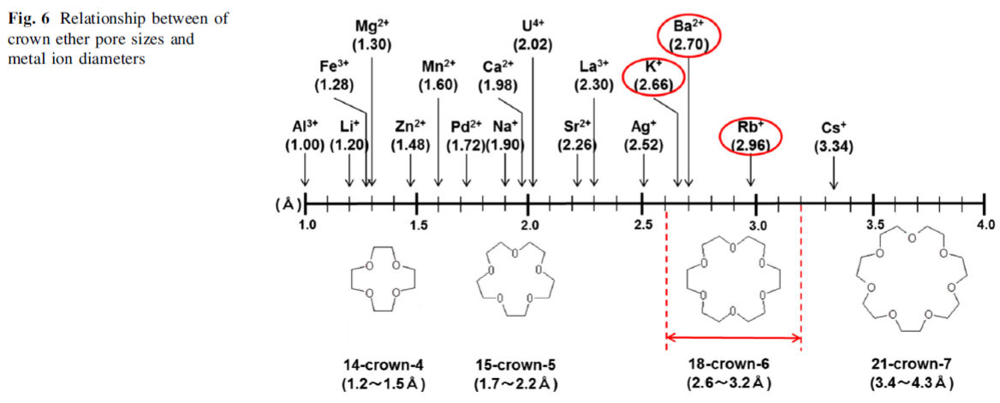 Fig. 6 Relationship between of
crown ether pore sizes and
metal ion diameters
Mg²⁺
(1.30)
U⁴⁺
(2.02)
Ba²⁺
(2.70)
Fe³⁺
(1.28)
Mn²⁺
(1.60)
Ca²⁺
(1.98)
La³⁺
(2.30)
K⁺
(2.66)
Al³⁺
(1.00)
Li⁺
(1.20)
Zn²⁺
(1.48)
Pd²⁺
(1.72)
Na⁺
(1.90)
Sr²⁺
(2.26)
Ag⁺
(2.52)
Rb⁺
(2.96)
Cs⁺
(3.34)
(Å)
1.0 1.5 2.0 2.5 3.0 3.5 4.0
O O O O
O O O O O
O O O O O O
O O O O O O O
14-crown-4
(1.2~1.5Å)
15-crown-5
(1.7~2.2Å)
18-crown-6
(2.6~3.2Å)
21-crown-7
(3.4~4.3Å)